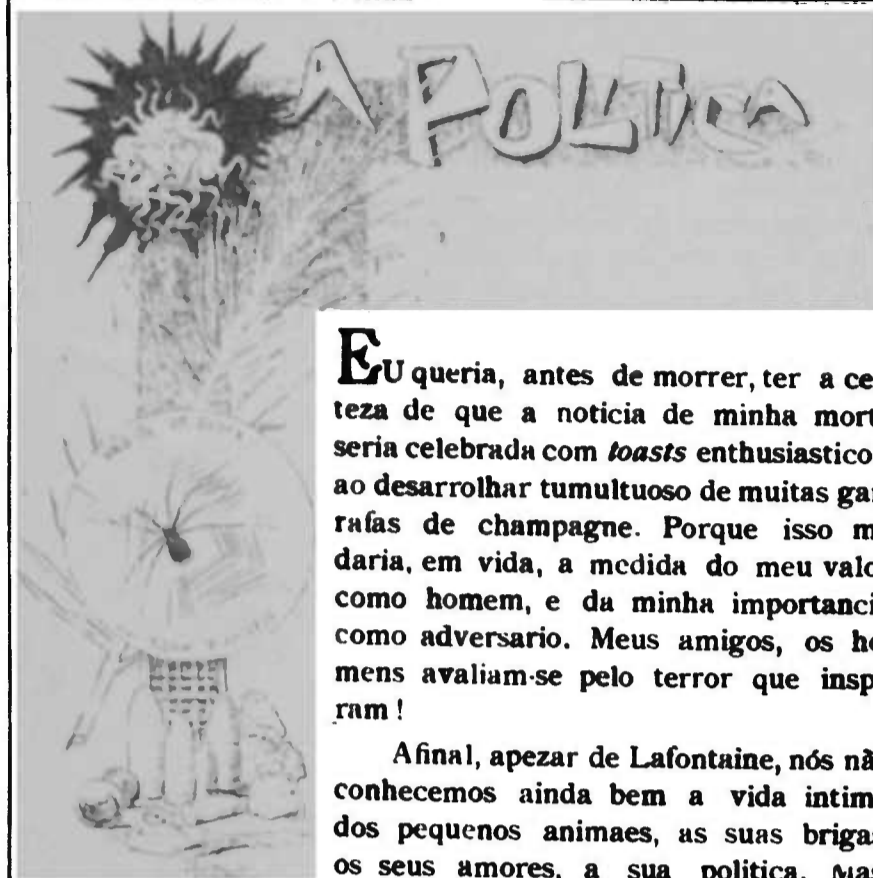 A POLITICA
EU queria, antes de morrer, ter a ce
teza de que a noticia de minha mort
seria celebrada com toasts enthusiastico
ao desarrolhar tumultuoso de muitas gar
rafas de champagne. Porque isso m
daria, em vida, a medida do meu valo
como homem, e da minha importanci
como adversario. Meus amigos, os ho
mens avaliam-se pelo terror que insp
ram !
Afinal, apezar de Lafontaine, nós nã
conhecemos ainda bem a vida intim
dos pequenos animaes, as suas briga
os seus amores, a sua politica. Mas